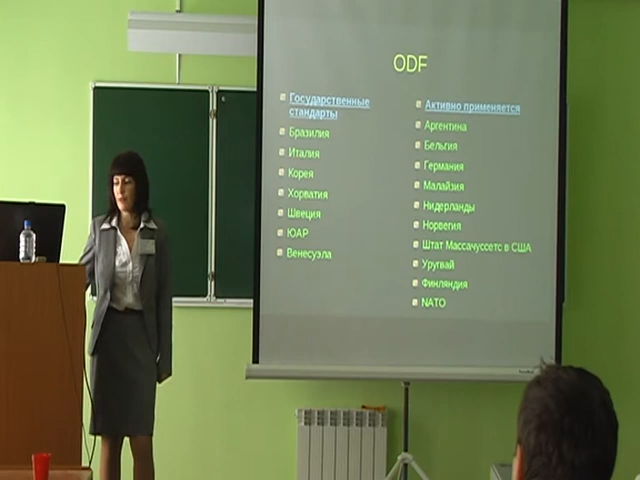 ODF
Государственные
стандарты
Бразилия
Италия
Корея
Хорватия
Швеция
ЮАР
Венесуэла
Активно применяется
Аргентина
Бельгия
Германия
Малайзия
Нидерланды
Норвегия
Штат Массачуссетс в США
Уругвай
Финляндия
NATO